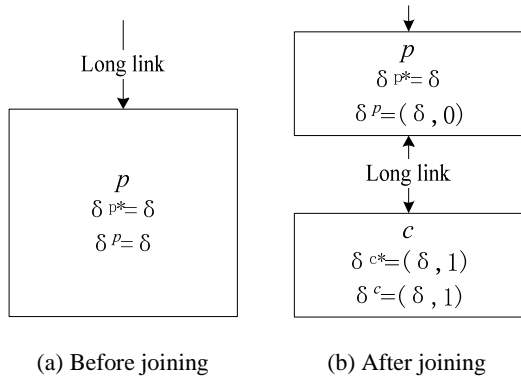 Long link
p
δ p*= δ
δ p= δ
(a) Before joining
p
δ p*= δ
δ p=(δ,0)
Long link
c
δ c*=(δ,1)
δ c=(δ,1)
(b) After joining